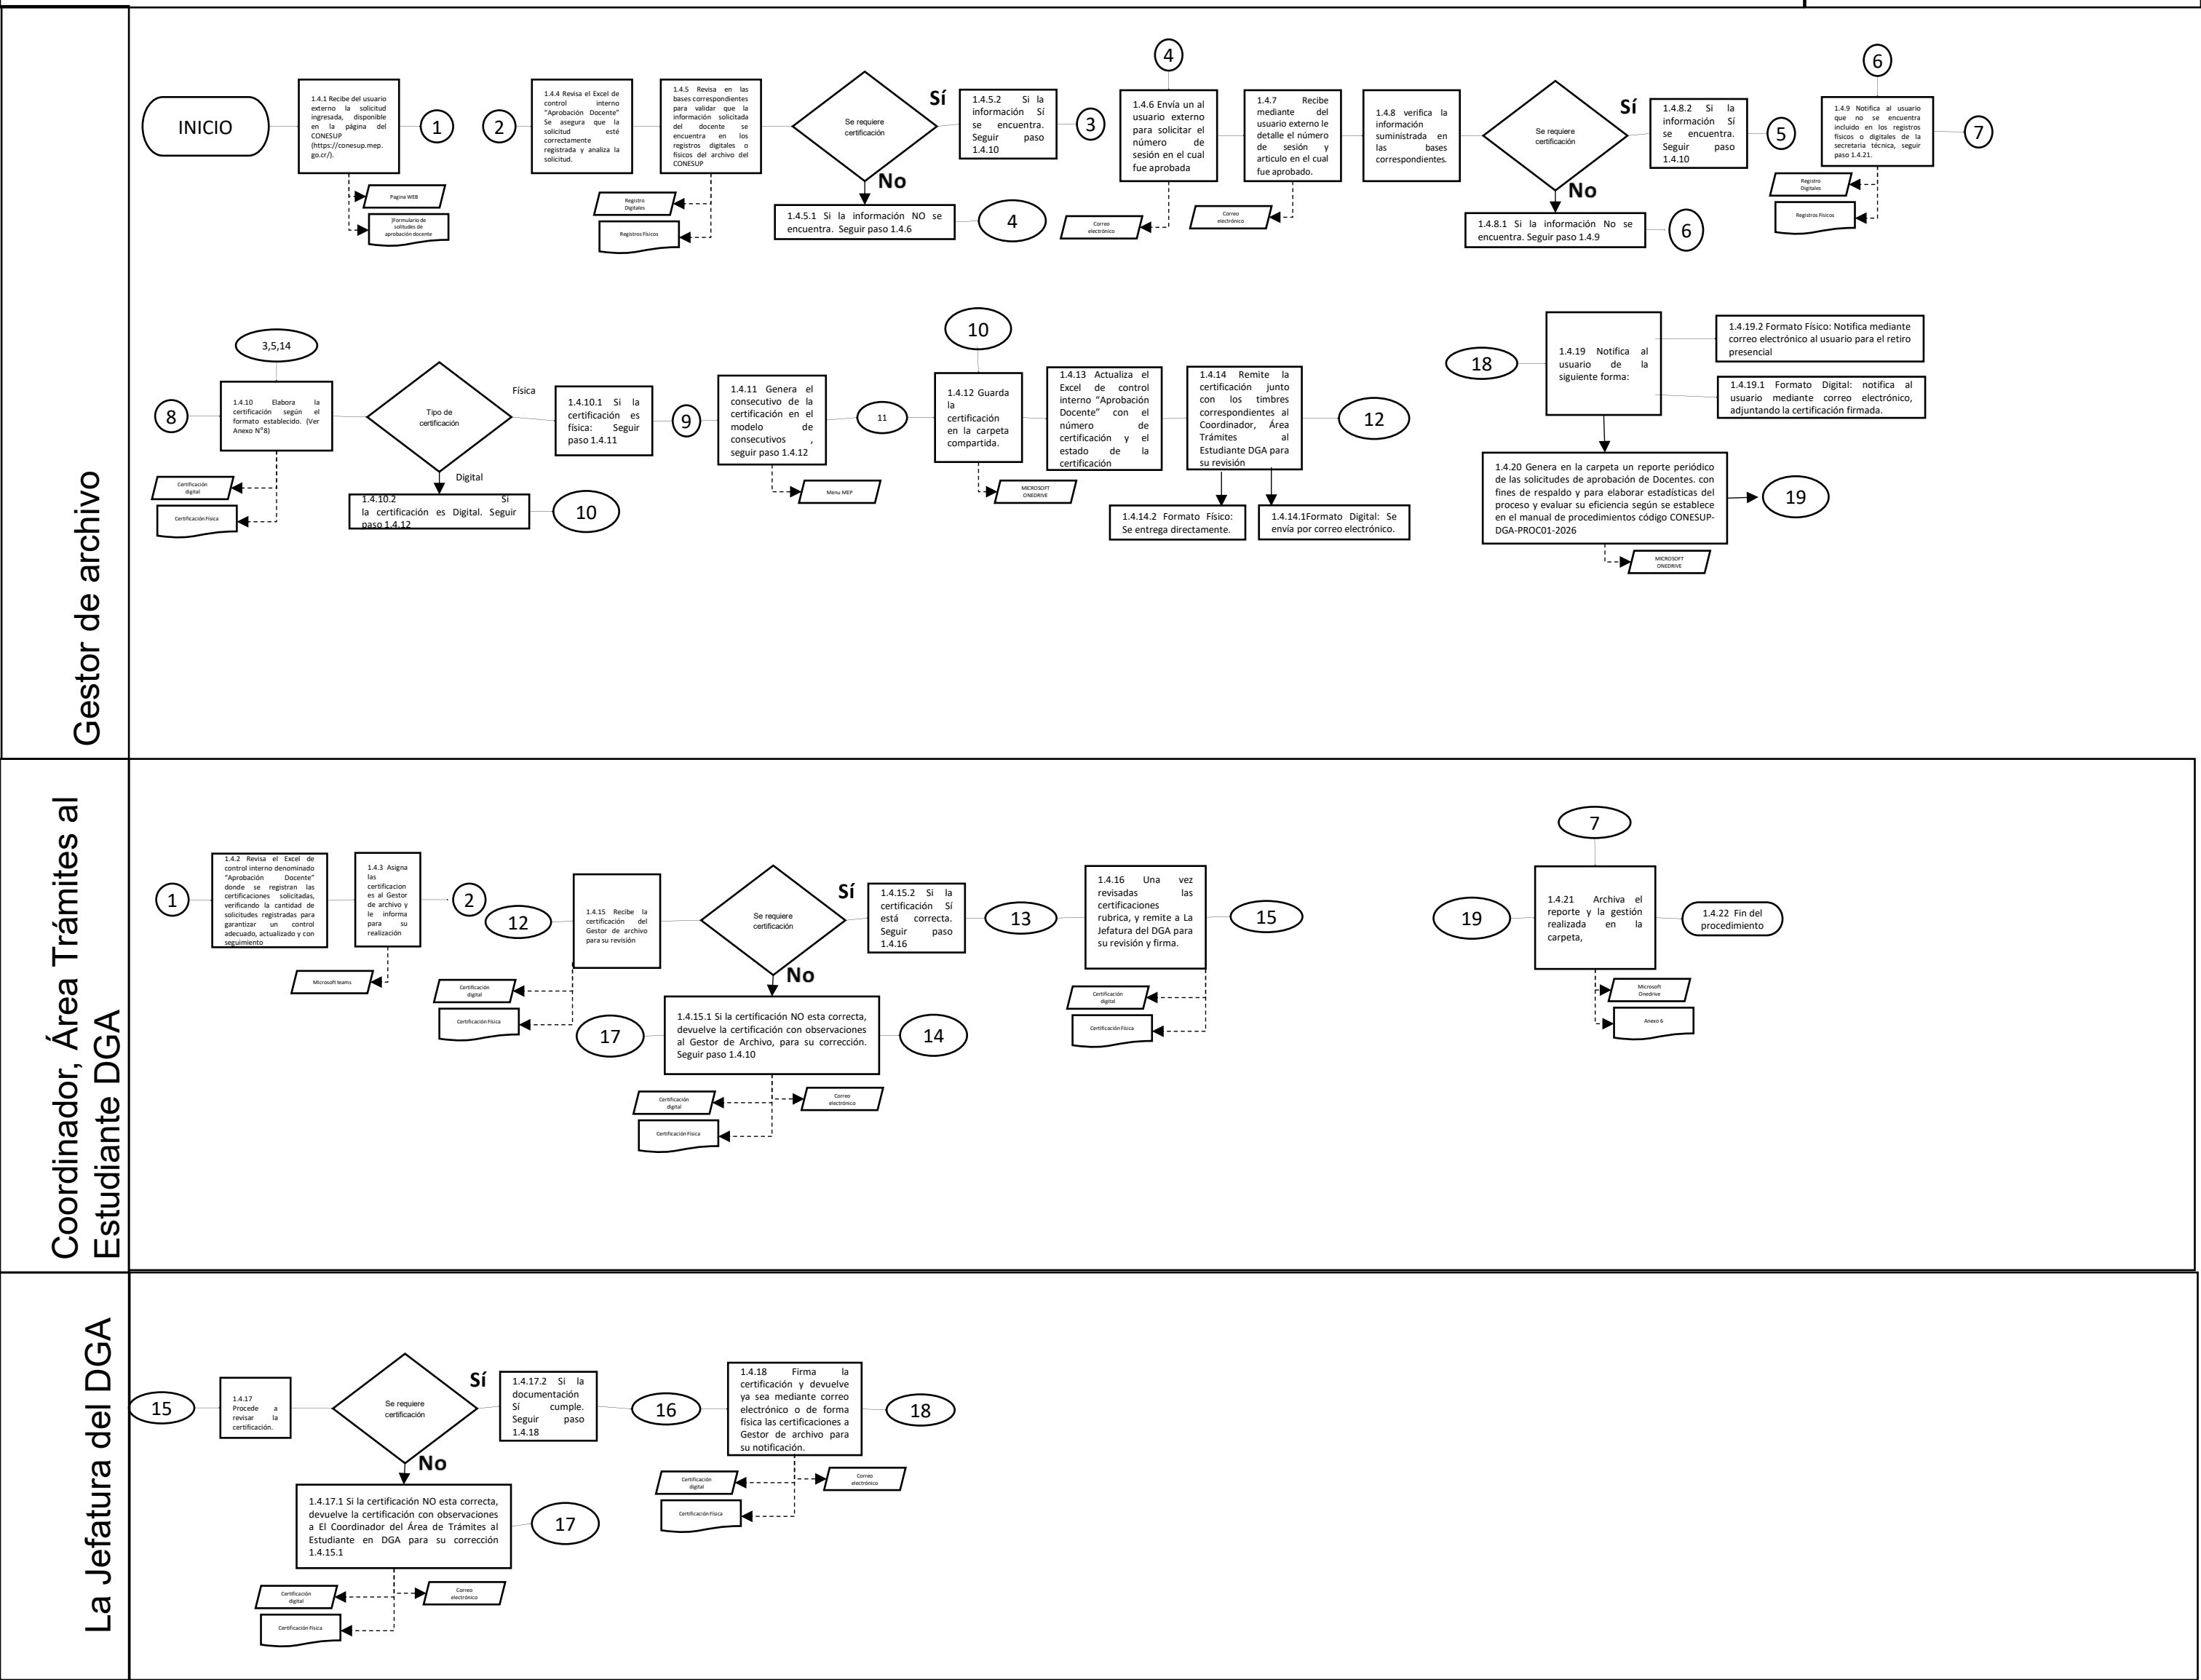 Gestor de archivo
INICIO
1.4.1 Recibe del usuario
externo la solicitud
ingresada, disponible
en la página del
CONESUP
(https://conesup.mep.
go.cr/).
1
Pagina WEB
|Formulario de
solitudes de
aprobación docente
2
1.4.4 Revisa el Excel de
control interno
"Aprobación Docente"
Se asegura que la
solicitud esté
correctamente
registrada y analiza la
solicitud.
1.4.5 Revisa en las
bases correspondientes
para validar que la
información solicitada
del docente se
encuentra en los
registros digitales o
físicos del archivo del
CONESUP
Registro
Digitales
Registros Físicos
Se requiere
certificación
Sí
1.4.5.2 Si la
información Sí
se encuentra.
Seguir paso
1.4.10
3
No
1.4.5.1 Si la información NO se
encuentra. Seguir paso 1.4.6
4
4
1.4.6 Envía un al
usuario externo
para solicitar el
número de
sesión en el cual
fue aprobada
Correo
electrónico
1.4.7 Recibe
mediante del
usuario externo le
detalle el número
de sesión y
articulo en el cual
fue aprobado.
Correo
electrónico
1.4.8 verifica la
información
suministrada en
las bases
correspondientes.
Se requiere
certificación
Sí
1.4.8.2 Si la
información Sí
se encuentra.
Seguir paso
1.4.10
5
No
1.4.8.1 Si la información No se
encuentra. Seguir paso 1.4.9
6
6
1.4.9 Notifica al usuario
que no se encuentra
incluido en los registros
físicos o digitales de la
secretaria técnica, seguir
paso 1.4.21.
7
Registro
Digitales
Registros Físicos
3,5,14
8
1.4.10 Elabora la
certificación según el
formato establecido. (Ver
Anexo N°8)
Certificación
digital
Certificación Física
Tipo de
certificación
Física
1.4.10.1 Si la
certificación es
física: Seguir
paso 1.4.11
9
Digital
1.4.10.2 Si
la certificación es Digital. Seguir
paso 1.4.12
10
1.4.11 Genera el
consecutivo de la
certificación en el
modelo de
consecutivos ,
seguir paso 1.4.12
Menu MEP
11
10
1.4.12 Guarda
la
certificación
en la carpeta
compartida.
MICROSOFT
ONEDRIVE
1.4.13 Actualiza el
Excel de control
interno "Aprobación
Docente" con el
número de
certificación y el
estado de la
certificación
1.4.14 Remite la
certificación junto
con los timbres
correspondientes al
Coordinador, Área
Trámites al
Estudiante DGA para
su revisión
12
1.4.14.2 Formato Físico:
Se entrega directamente.
1.4.14.1Formato Digital: Se
envía por correo electrónico.
18
1.4.19 Notifica al
usuario de la
siguiente forma:
1.4.19.2 Formato Físico: Notifica mediante
correo electrónico al usuario para el retiro
presencial
1.4.19.1 Formato Digital: notifica al
usuario mediante correo electrónico,
adjuntando la certificación firmada.
1.4.20 Genera en la carpeta un reporte periódico
de las solicitudes de aprobación de Docentes. con
fines de respaldo y para elaborar estadísticas del
proceso y evaluar su eficiencia según se establece
en el manual de procedimientos código CONESUP-
DGA-PROC01-2026
19
MICROSOFT
ONEDRIVE
Coordinador, Área Trámites al
Estudiante DGA
1
1.4.2 Revisa el Excel de
control interno denominado
"Aprobación Docente"
donde se registran las
certificaciones solicitadas,
verificando la cantidad de
solicitudes registradas para
garantizar un control
adecuado, actualizado y con
seguimiento
1.4.3 Asigna
las
certificacion
es al Gestor
de archivo y
le informa
para su
realización
2
Microsoft teams
12
1.4.15 Recibe la
certificación del
Gestor de archivo
para su revisión
Certificación
digital
Certificación Física
Se requiere
certificación
Sí
1.4.15.2 Si la
certificación Sí
está correcta.
Seguir paso
1.4.16
13
No
17
1.4.15.1 Si la certificación NO esta correcta,
devuelve la certificación con observaciones
al Gestor de Archivo, para su corrección.
Seguir paso 1.4.10
14
Certificación
digital
Correo
electrónico
Certificación Física
1.4.16 Una vez
revisadas las
certificaciones
rubrica, y remite a La
Jefatura del DGA para
su revisión y firma.
15
Certificación
digital
Certificación Física
7
19
1.4.21 Archiva el
reporte y la gestión
realizada en la
carpeta,
1.4.22 Fin del
procedimiento
Microsoft
Onedrive
Anexo 6
La Jefatura del DGA
15
1.4.17
Procede a
revisar la
certificación.
Se requiere
certificación
Sí
1.4.17.2 Si la
documentación
Sí cumple.
Seguir paso
1.4.18
16
No
1.4.17.1 Si la certificación NO esta correcta,
devuelve la certificación con observaciones
a El Coordinador del Área de Trámites al
Estudiante en DGA para su corrección
1.4.15.1
17
Certificación
digital
Correo
electrónico
Certificación Física
1.4.18 Firma la
certificación y devuelve
ya sea mediante correo
electrónico o de forma
física las certificaciones a
Gestor de archivo para
su notificación.
18
Certificación
digital
Correo
electrónico
Certificación Física